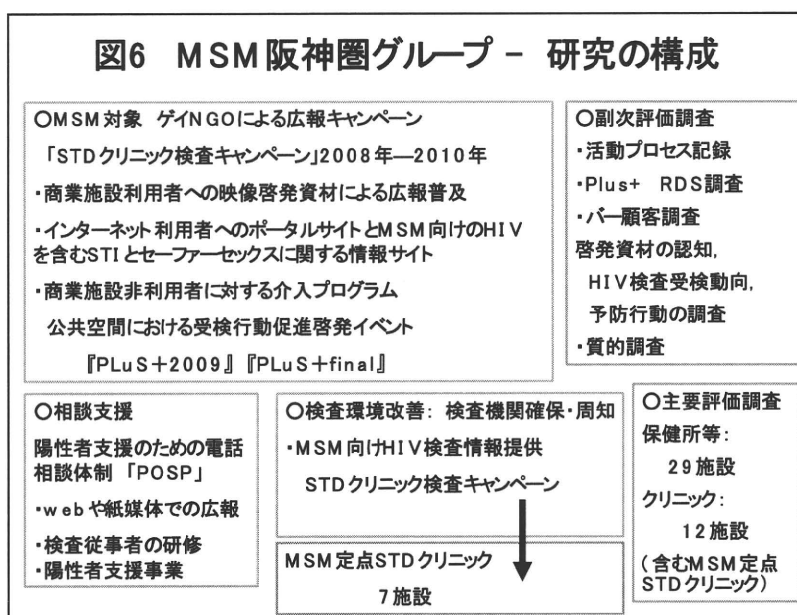 図6 MSM阪神圏グループ － 研究の構成
○MSM対象 ゲイNGOによる広報キャンペーン
「STDクリニック検査キャンペーン」2008年―2010年
・商業施設利用者への映像啓発資材による広報普及
・インターネット利用者へのポータルサイトとMSM向けのHIV
を含むSTIとセーファーセックスに関する情報サイト
・商業施設非利用者に対する介入プログラム
公共空間における受検行動促進啓発イベント
『PLuS+2009』『PLuS+final』
○副次評価調査
・活動プロセス記録
・Plus+ RDS調査
・バー顧客調査
啓発資材の認知,
HIV検査受検動向,
予防行動の調査
・質的調査
○相談支援
陽性者支援のための電話
相談体制 「POSP」
・webや紙媒体での広報
・検査従事者の研修
・陽性者支援事業
○検査環境改善: 検査機関確保・周知
・MSM向けHIV検査情報提供
STDクリニック検査キャンペーン
MSM定点STDクリニック
7施設
○主要評価調査
保健所等:
29施設
クリニック:
12施設
(含むMSM定点
STDクリニック)